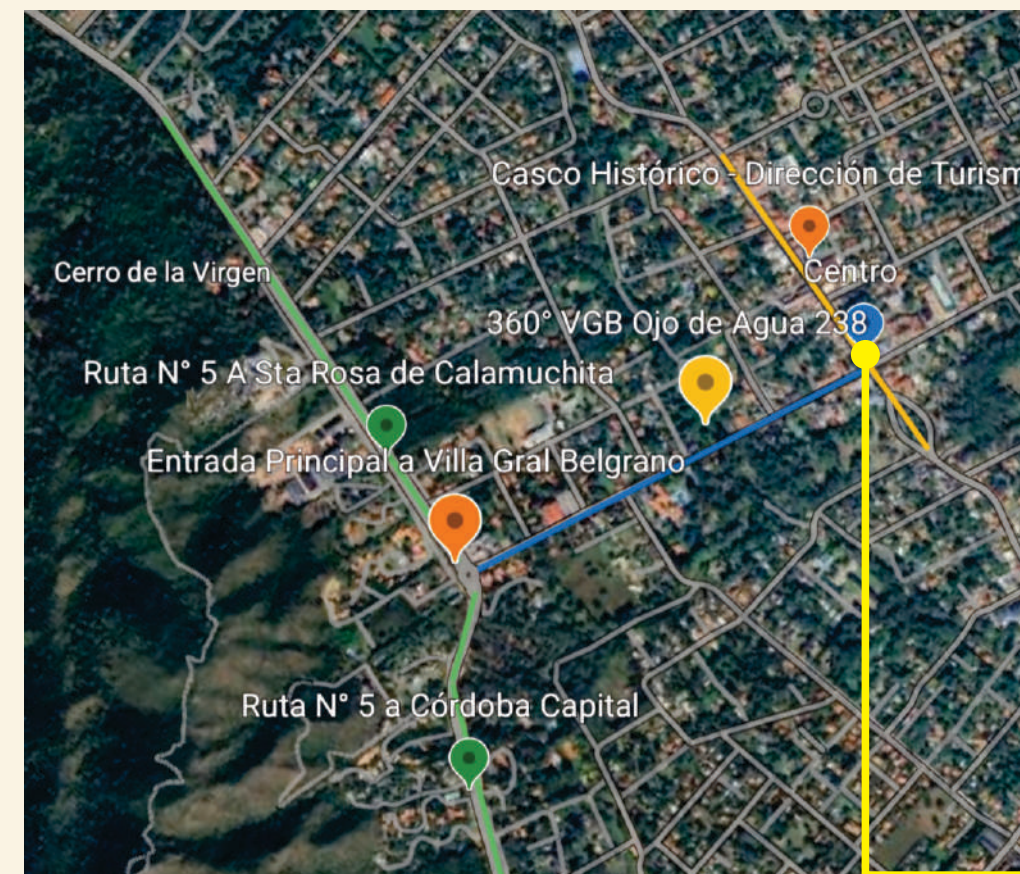 Casco Histórico - Dirección de Turism
Cerro de la Virgen
Centro
360° VGB Ojo de Agua 238
Ruta N° 5 A Sta Rosa de Calamuchita
Entrada Principal a Villa Gral Belgrano
Ruta N° 5 a Córdoba Capital